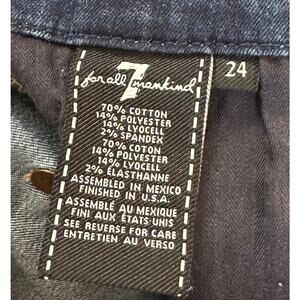 7
for all mankind
24
70% COTTON
14% POLYESTER
14% LYOCELL
2% SPANDEX
70% COTON
14% POLYESTER
14% LYOCELL
2% ELASTHANNE
ASSEMBLED IN MEXICO
FINISHED IN U.S.A.
ASSEMBLÉ AU MEXIQUE
FINI AUX ÉTATS-UNIS
SEE REVERSE FOR CARE
ENTRETIEN AU VERSO